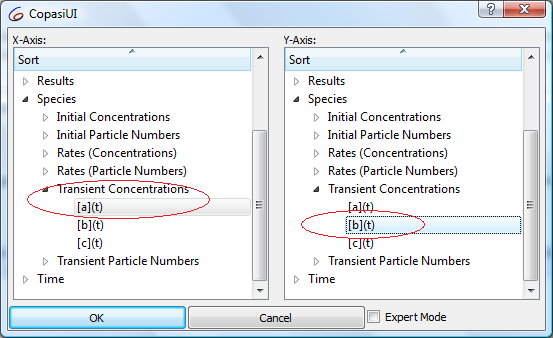 CopasiUI
X-Axis:
Sort
Results
Species
Initial Concentrations
Initial Particle Numbers
Rates (Concentrations)
Rates (Particle Numbers)
Transient Concentrations
[a](t)
[b](t)
[c](t)
Transient Particle Numbers
Time
Y-Axis:
Sort
Results
Species
Initial Concentrations
Initial Particle Numbers
Rates (Concentrations)
Rates (Particle Numbers)
Transient Concentrations
[a](t)
[b](t)
[c](t)
Transient Particle Numbers
Time
OK
Cancel
Expert Mode